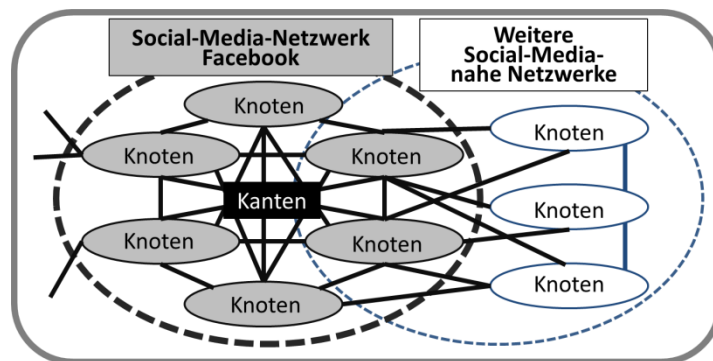 Social-Media-Netzwerk
Facebook
Weitere
Social-Media-
nahe Netzwerke
Knoten
Knoten
Knoten
Knoten
Kanten
Knoten
Knoten
Knoten
Knoten
Knoten